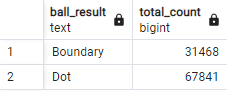 ball_result total_count
text bigint
1 Boundary 31468
2 Dot 67841